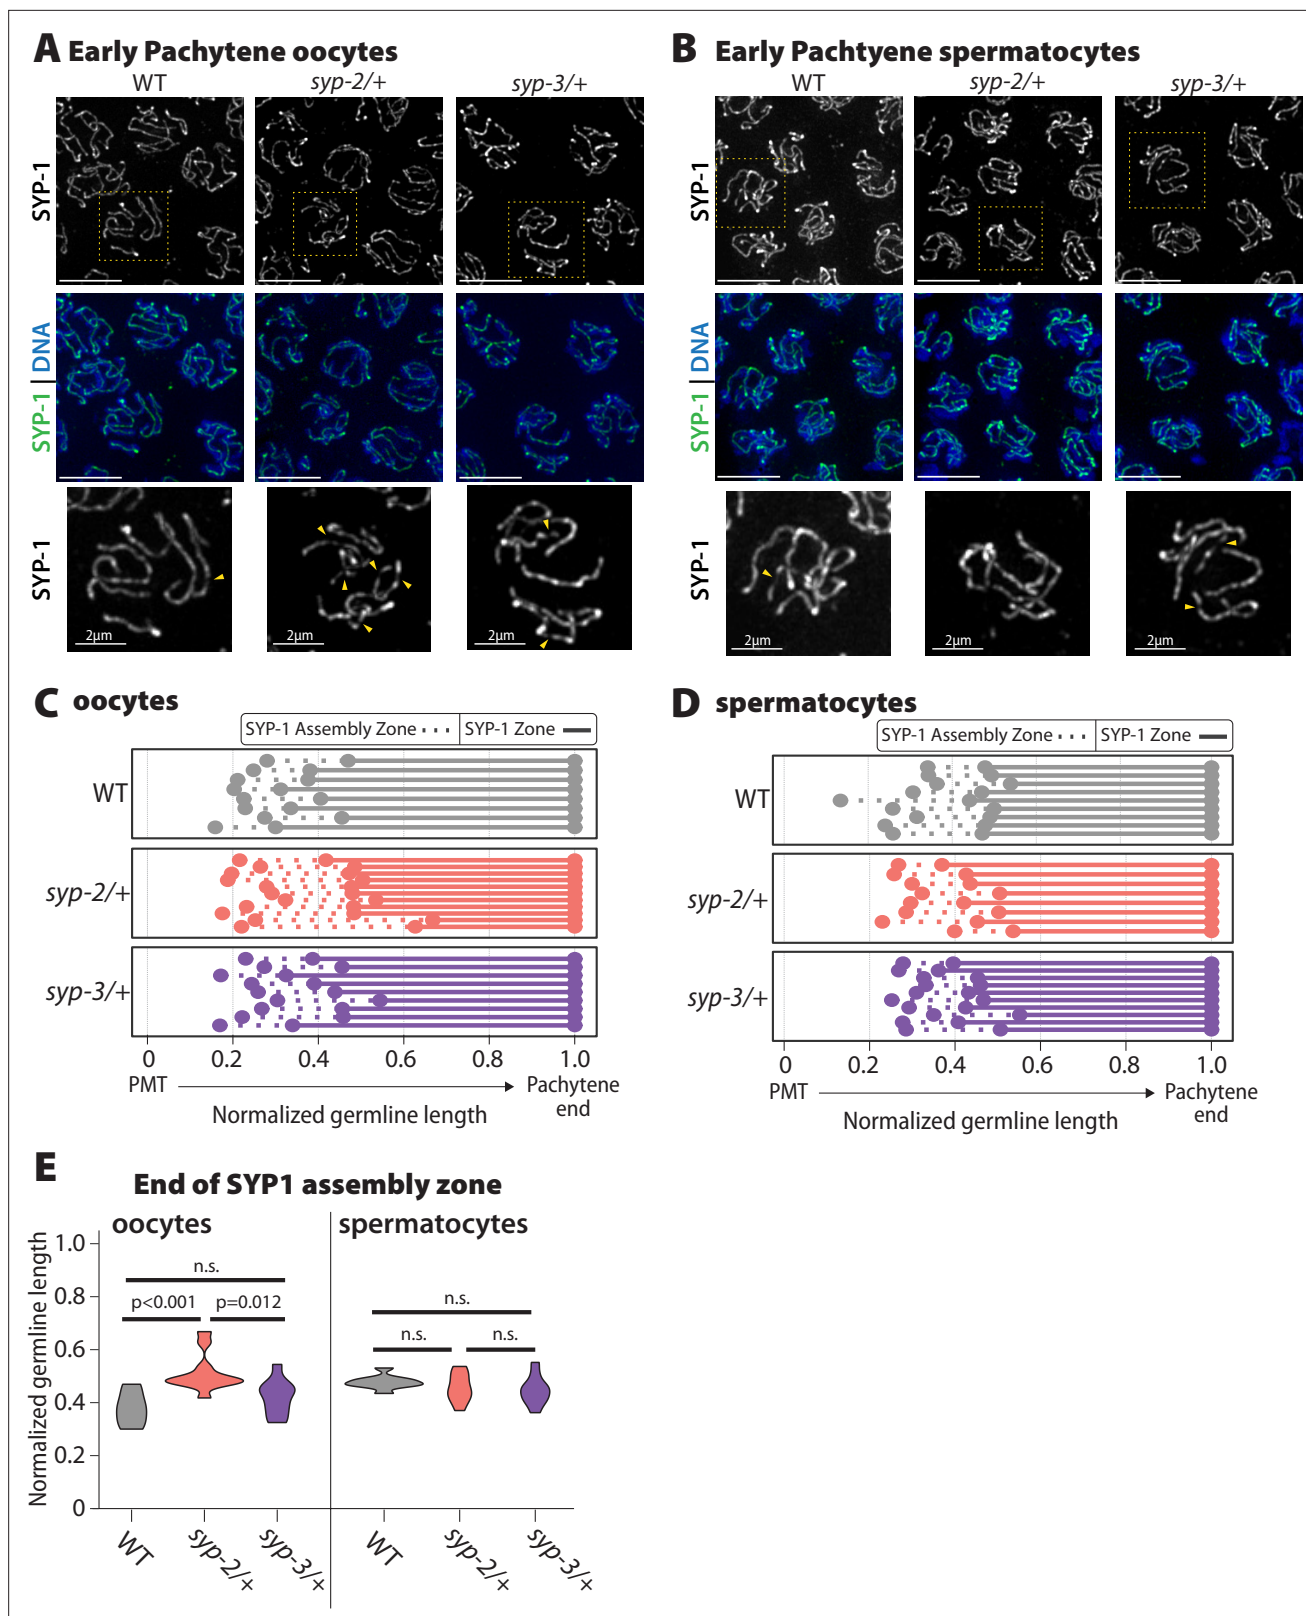 A Early Pachytene oocytes
WT
syp-2/+
syp-3/+
SYP-1
SYP-1 | DNA
SYP-1
2µm
2µm
2µm
B Early Pachtyene spermatocytes
WT
syp-2/+
syp-3/+
SYP-1
SYP-1 | DNA
SYP-1
2µm
2µm
2µm
C oocytes
SYP-1 Assembly Zone
SYP-1 Zone
WT
syp-2/+
syp-3/+
0 0.2 0.4 0.6 0.8 1.0
PMT
Pachytene
end
Normalized germline length
D spermatocytes
SYP-1 Assembly Zone
SYP-1 Zone
WT
syp-2/+
syp-3/+
0 0.2 0.4 0.6 0.8 1.0
PMT
Pachytene
end
Normalized germline length
E
End of SYP1 assembly zone
oocytes
spermatocytes
Normalized germline length
1.0
0.8
0.6
0.4
0.2
0
n.s.
p<0.001
p=0.012
n.s.
n.s.
n.s.
WT
syp-2/+
syp-3/+
WT
syp-2/+
syp-3/+